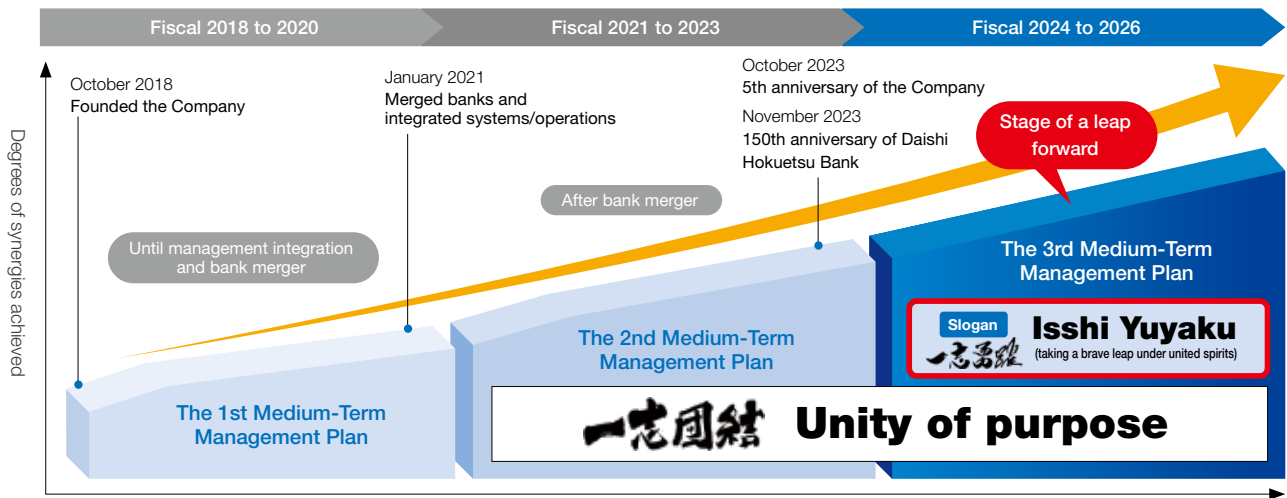 Fiscal 2018 to 2020
Fiscal 2021 to 2023
Fiscal 2024 to 2026
Degrees of synergies achieved
October 2018
Founded the Company
January 2021
Merged banks and
integrated systems/operations
October 2023
5th anniversary of the Company
November 2023
150th anniversary of Daishi
Hokuetsu Bank
Stage of a leap
forward
Until management integration
and bank merger
After bank merger
The 1st Medium-Term
Management Plan
The 2nd Medium-Term
Management Plan
The 3rd Medium-Term
Management Plan
Slogan
一志勇躍
Isshi Yuyaku
(taking a brave leap under united spirits)
一志団結 Unity of purpose